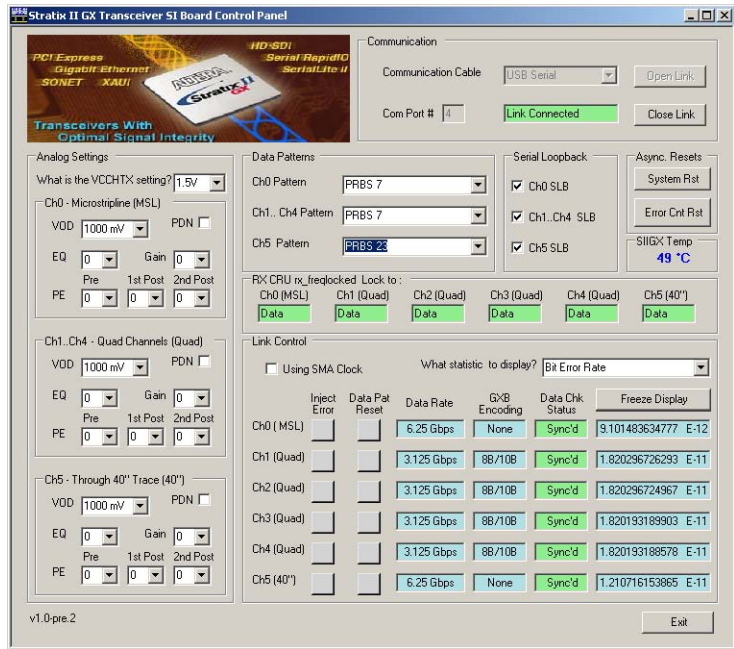 Stratix II GX Transceiver SI Board Control Panel
PCI Express
Gigabit Ethernet
SONET XAUI
HD-SDI
Serial RapidIO
SerialLite II
ALTERA
Stratix II
GX
Transceivers With
Optimal Signal Integrity
Communication
Communication Cable USB Serial Open Link
Com Port # 4 Link Connected Close Link
Analog Settings
What is the VCCHTX setting? 1.5V
Ch0 - Microstripline (MSL)
VOD 1000 mV PDN
EQ 0 Gain 0
Pre 1st Post 2nd Post
PE 0 0 0
Ch1..Ch4 - Quad Channels (Quad)
VOD 1000 mV PDN
EQ 0 Gain 0
Pre 1st Post 2nd Post
PE 0 0 0
Ch5 - Through 40" Trace (40")
VOD 1000 mV PDN
EQ 0 Gain 0
Pre 1st Post 2nd Post
PE 0 0 0
Data Patterns
Ch0 Pattern PRBS 7
Ch1.. Ch4 Pattern PRBS 7
Ch5 Pattern PRBS 23
Serial Loopback
Ch0 SLB
Ch1..Ch4 SLB
Ch5 SLB
Async. Resets
System Rst
Error Cnt Rst
SIIGX Temp
49 °C
RX CRU rx_freqlocked Lock to :
Ch0 (MSL) Ch1 (Quad) Ch2 (Quad) Ch3 (Quad) Ch4 (Quad) Ch5 (40")
Data Data Data Data Data Data
Link Control
Using SMA Clock What statistic to display? Bit Error Rate
Inject Error Data Pat Reset Data Rate GXB Encoding Data Chk Status Freeze Display
Ch0 ( MSL) 6.25 Gbps None Sync'd 9.101483634777 E-12
Ch1 (Quad) 3.125 Gbps 8B/10B Sync'd 1.820296726293 E-11
Ch2 (Quad) 3.125 Gbps 8B/10B Sync'd 1.820296724967 E-11
Ch3 (Quad) 3.125 Gbps 8B/10B Sync'd 1.820193189903 E-11
Ch4 (Quad) 3.125 Gbps 8B/10B Sync'd 1.820193188578 E-11
Ch5 (40") 6.25 Gbps None Sync'd 1.210716153865 E-11
v1.0-pre.2 Exit